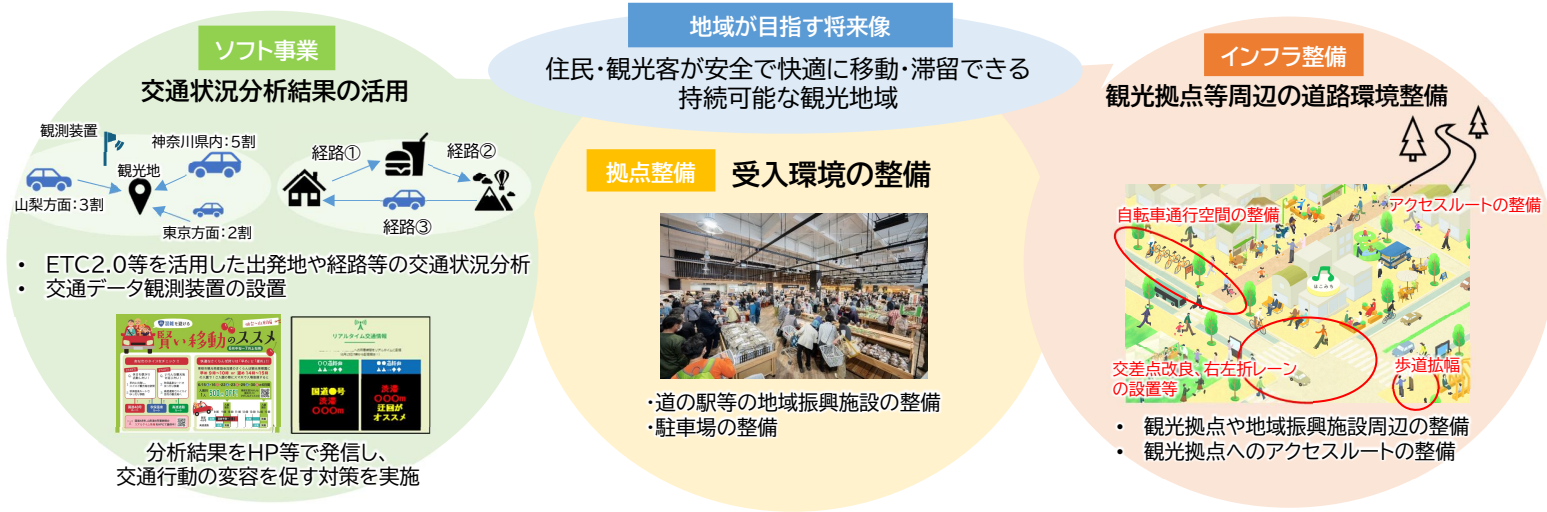 地域が目指す将来像
住民・観光客が安全で快適に移動・滞留できる
持続可能な観光地域
ソフト事業
交通状況分析結果の活用
観測装置
神奈川県内：5割
観光地
山梨方面：3割
東京方面：2割
経路①
経路②
経路③
• ETC2.0等を活用した出発地や経路等の交通状況分析
• 交通データ観測装置の設置
賢い移動のススメ
リアルタイム交通情報
国道●号
渋滞
〇〇〇m
渋滞
〇〇〇m
迂回が
オススメ
分析結果をHP等で発信し、
交通行動の変容を促す対策を実施
拠点整備
受入環境の整備
・道の駅等の地域振興施設の整備
・駐車場の整備
インフラ整備
観光拠点等周辺の道路環境整備
アクセスルートの整備
自転車通行空間の整備
交差点改良、右左折レーン
の設置等
歩道拡幅
• 観光拠点や地域振興施設周辺の整備
• 観光拠点へのアクセスルートの整備